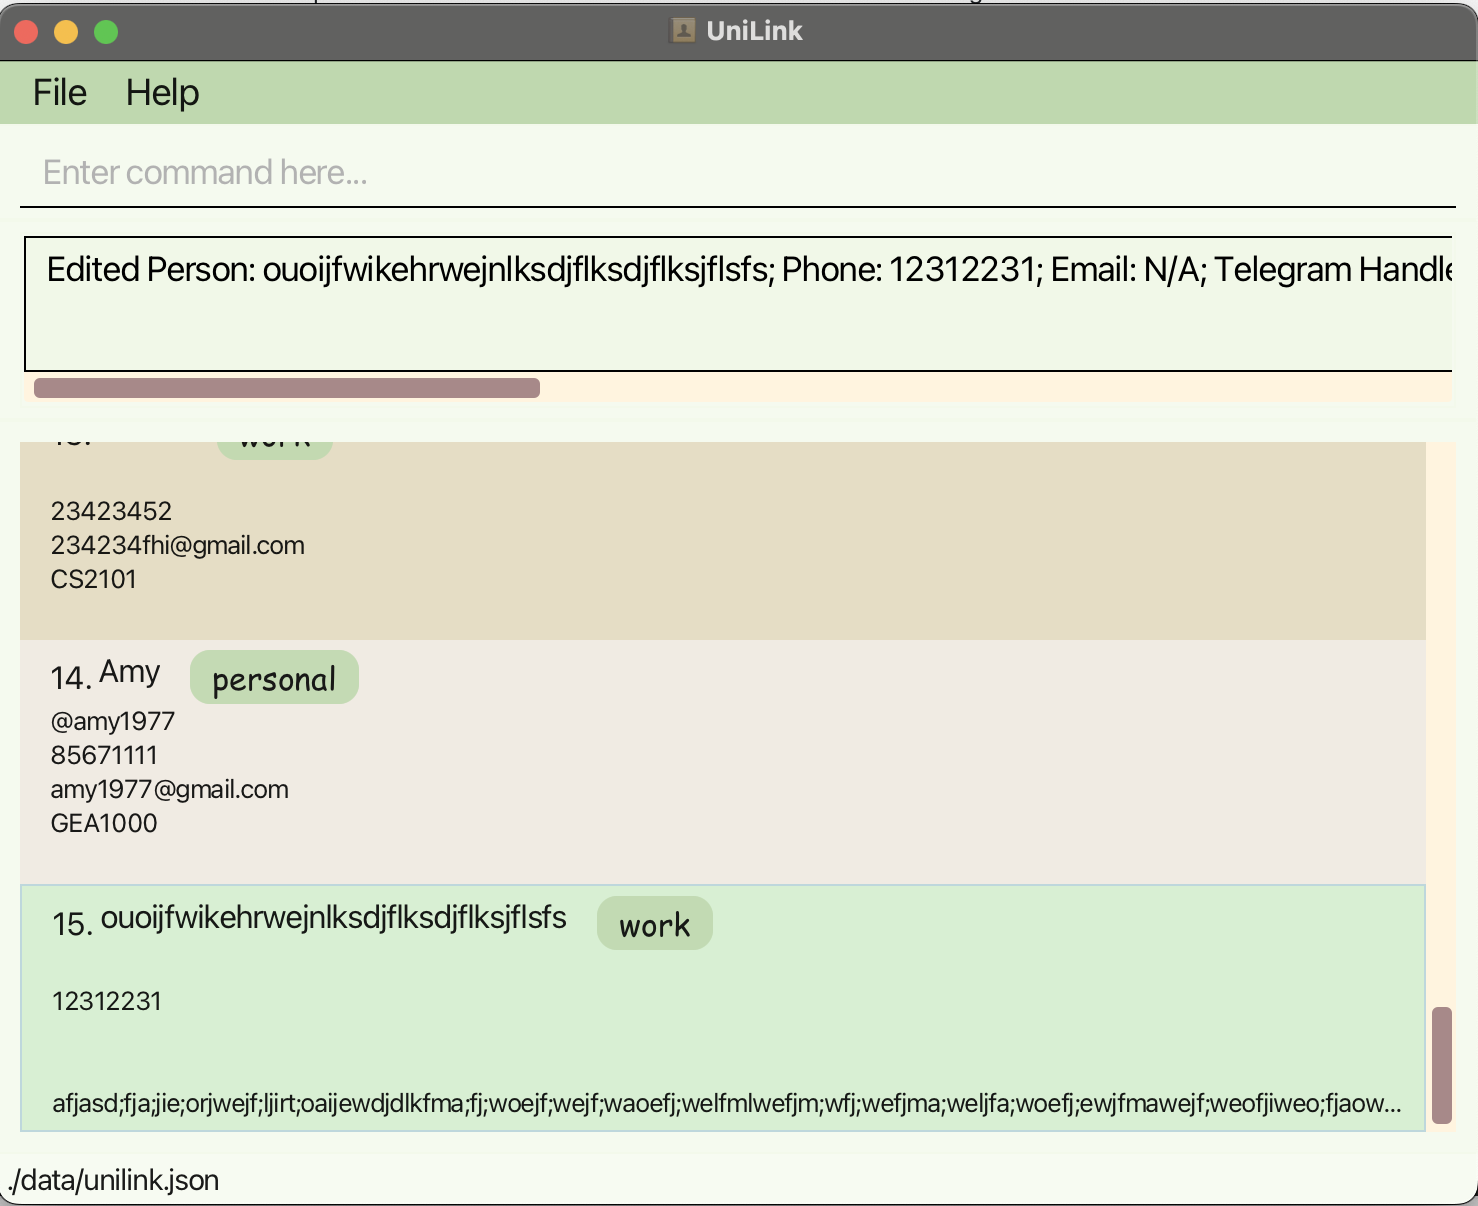 UniLink
File Help
Enter command here...
Edited Person: ouoijfwikehrwejnlksdjflksdjflksjflsfs; Phone: 12312231; Email: N/A; Telegram Handle
work
23423452
234234fhi@gmail.com
CS2101
14. Amy personal
@amy1977
85671111
amy1977@gmail.com
GEA1000
15. ouoijfwikehrwejnlksdjflksdjflksjflsfs work
12312231
afjasd;fja;jie;orjwejf;ljirt;oaijewdjdlkfma;fj;woejf;wejf;waoefj;welfmlwefjm;wfj;wefjma;weljfa;woefj;ewjfmawejf;weofjiweo;fjaow...
./data/unilink.json